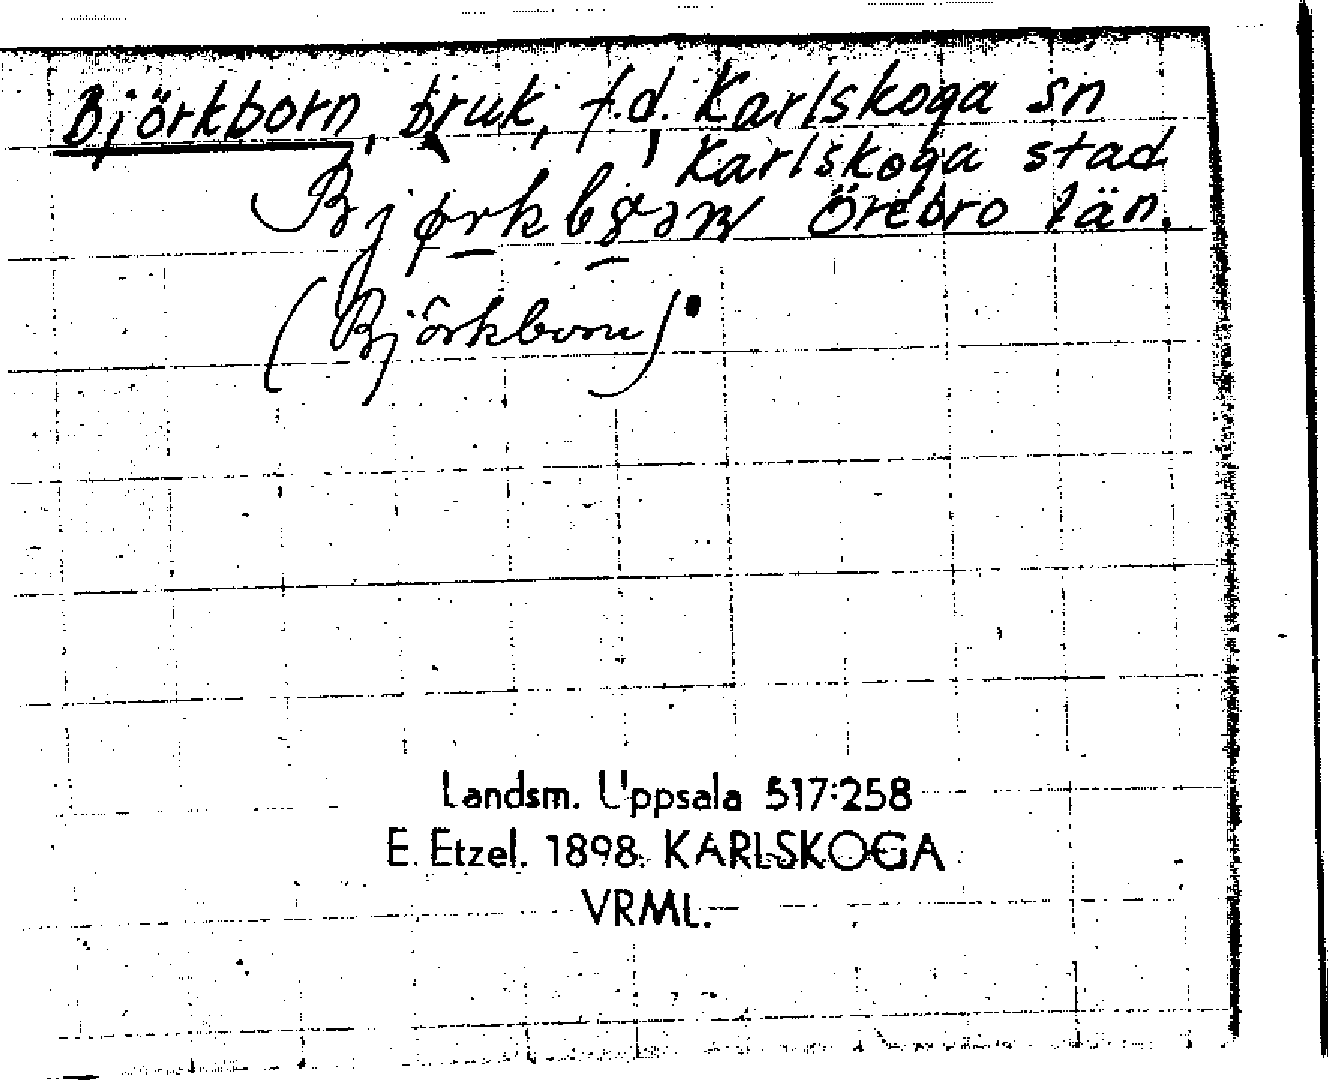 Björkborn, bruk, f.d. Karlskoga sn
Karlskoga stad
Örebro län.
(Björkborn)
Landsm. Uppsala 517:258
E. Etzel. 1898. KARLSKOGA
VRML.